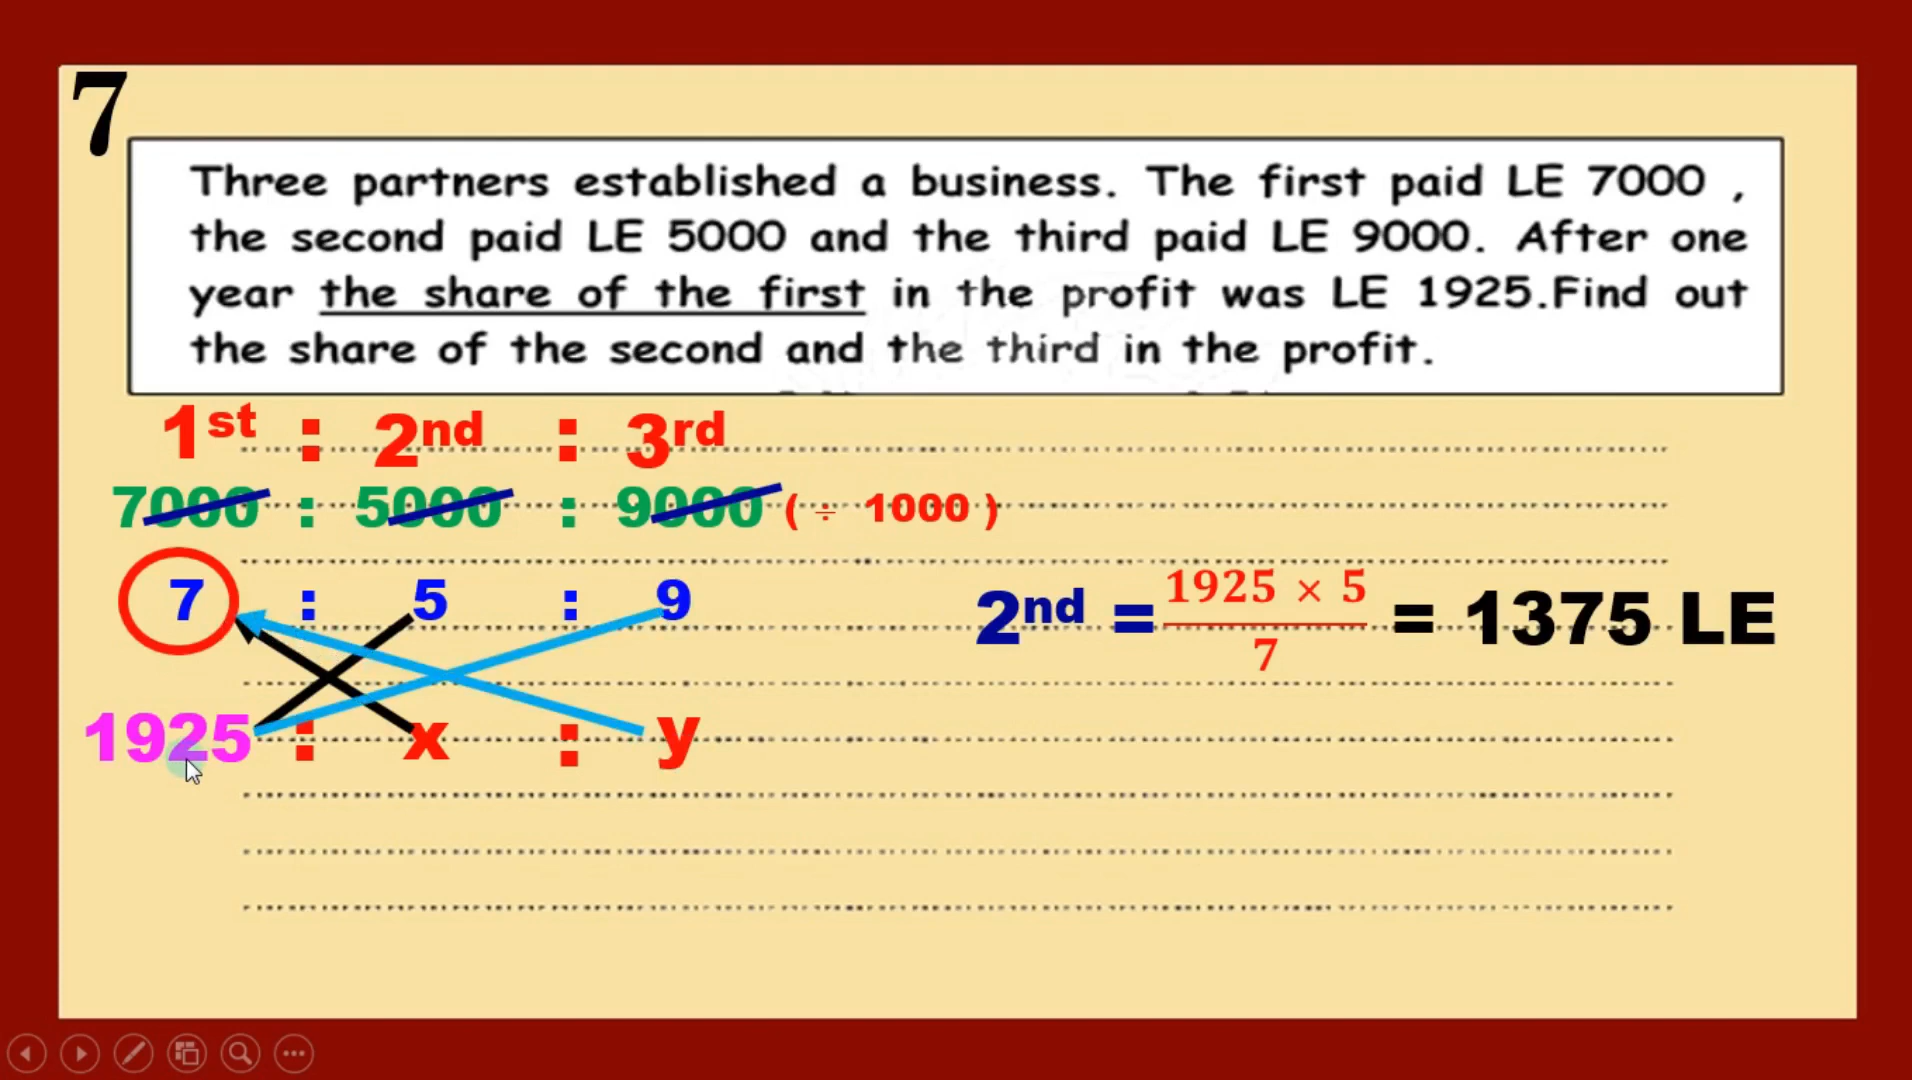 7
Three partners established a business. The first paid LE 7000 ,
the second paid LE 5000 and the third paid LE 9000. After one
year the share of the first in the profit was LE 1925.Find out
the share of the second and the third in the profit.
1st : 2nd : 3rd
7000 : 5000 : 9000 ( ÷ 1000 )
7 : 5 : 9
2nd = 1925 × 5 / 7 = 1375 LE
1925 : x : y